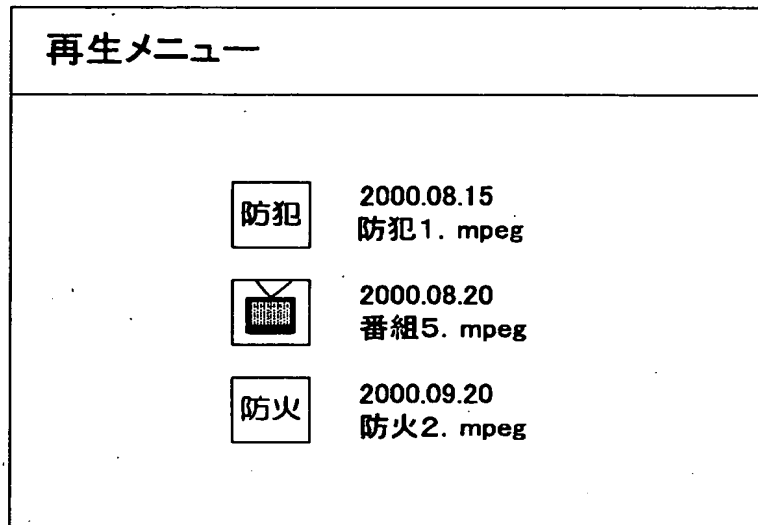 再生メニュー
防犯
2000.08.15
防犯1. mpeg
2000.08.20
番組5. mpeg
防火
2000.09.20
防火2. mpeg